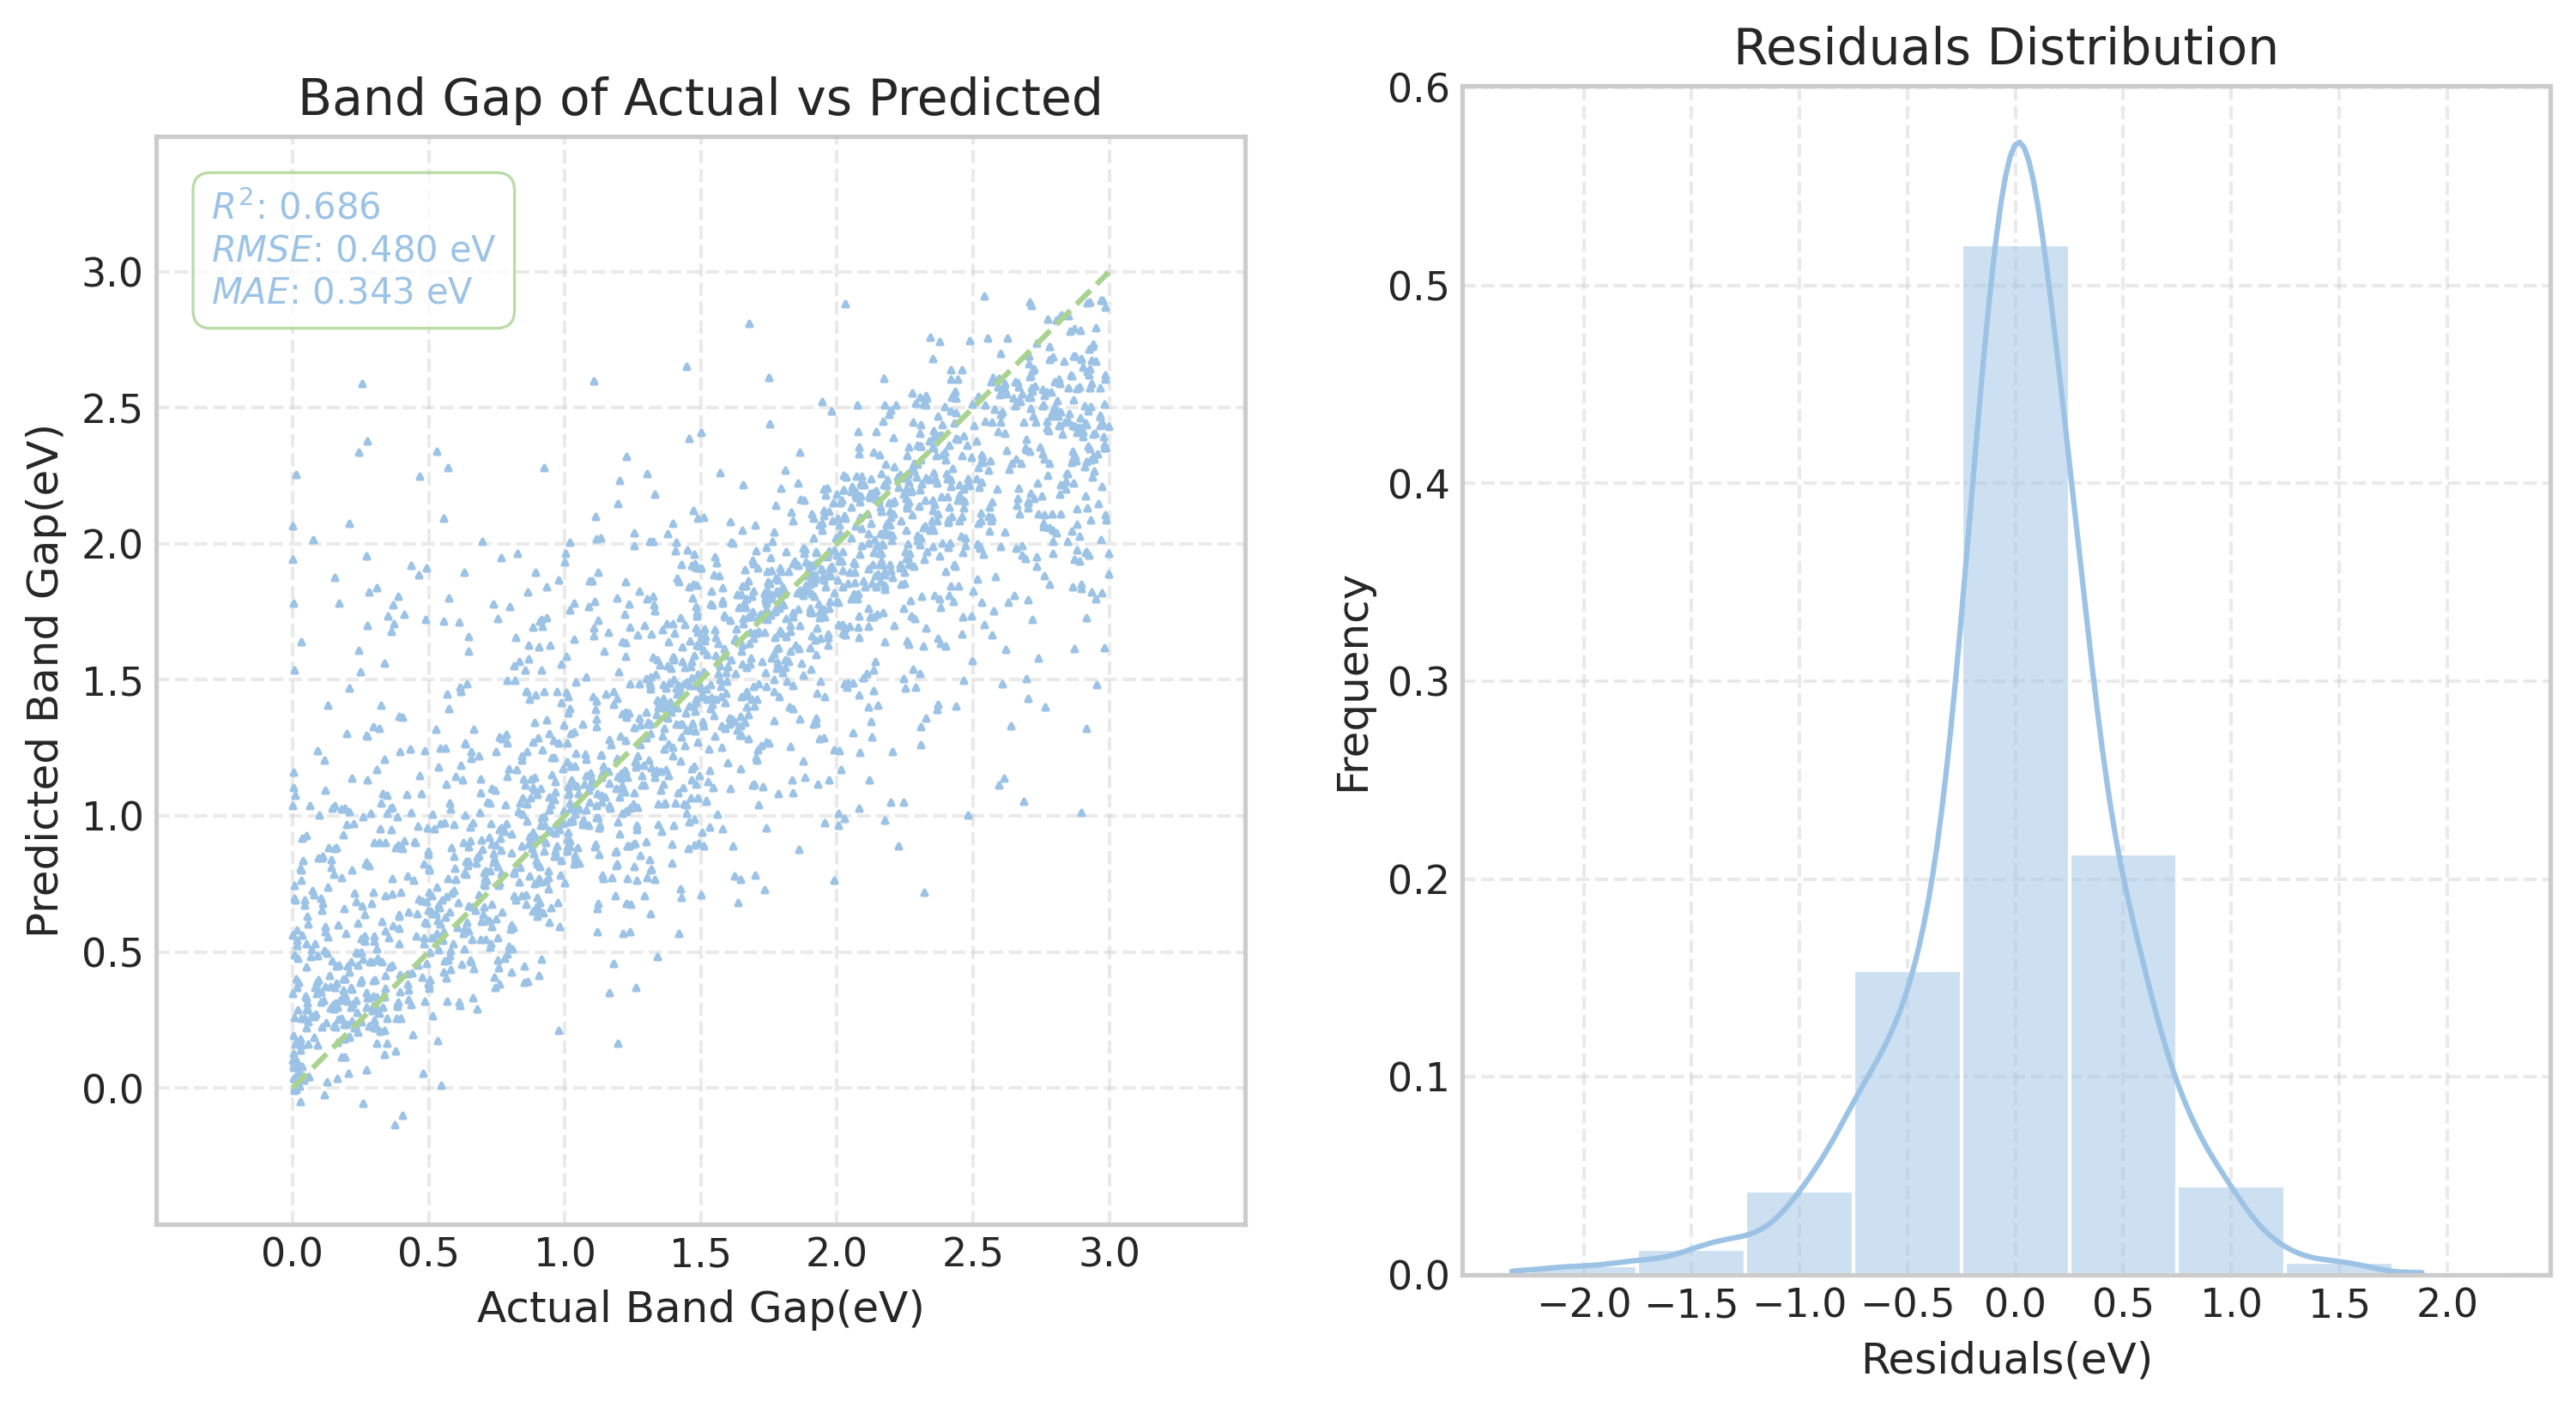 Band Gap of Actual vs Predicted
R²: 0.686
RMSE: 0.480 eV
MAE: 0.343 eV
Predicted Band Gap(eV)
3.0
2.5
2.0
1.5
1.0
0.5
0.0
0.0 0.5 1.0 1.5 2.0 2.5 3.0
Actual Band Gap(eV)
Residuals Distribution
Frequency
0.6
0.5
0.4
0.3
0.2
0.1
0.0
−2.0 −1.5 −1.0 −0.5 0.0 0.5 1.0 1.5 2.0
Residuals(eV)